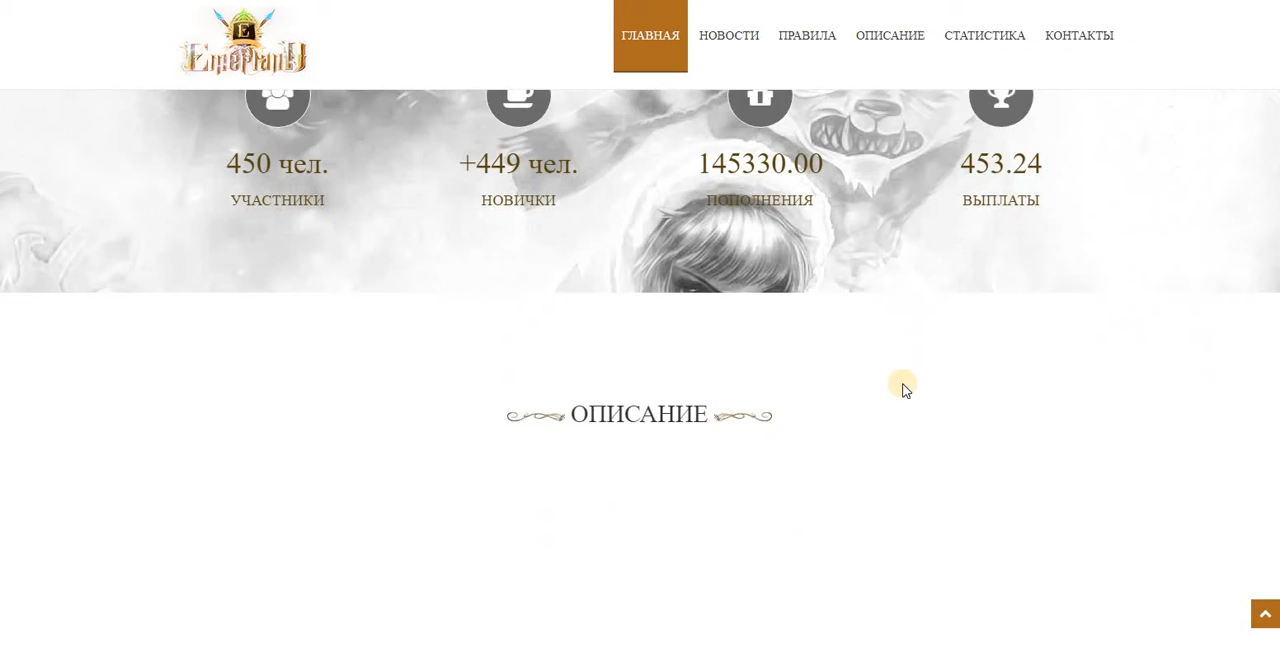 ГЛАВНАЯ НОВОСТИ ПРАВИЛА ОПИСАНИЕ СТАТИСТИКА КОНТАКТЫ
450 чел. +449 чел. 145330.00 453.24
УЧАСТНИКИ НОВИЧКИ ПОПОЛНЕНИЯ ВЫПЛАТЫ
ОПИСАНИЕ